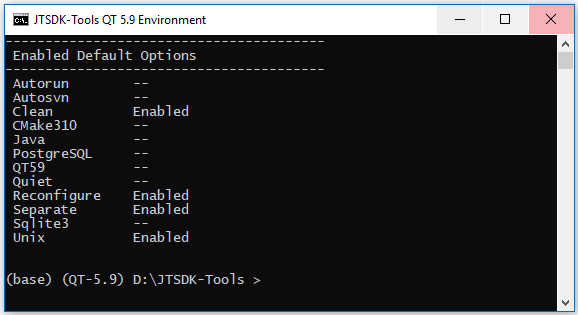 JTSDK-Tools QT 5.9 Environment
----------------------------------------
Enabled Default Options
----------------------------------------
Autorun --
Autosvn --
Clean Enabled
CMake310 --
Java --
PostgreSQL --
QT59 --
Quiet --
Reconfigure Enabled
Separate Enabled
Sqlite3 --
Unix Enabled
(base) (QT-5.9) D:\JTSDK-Tools >